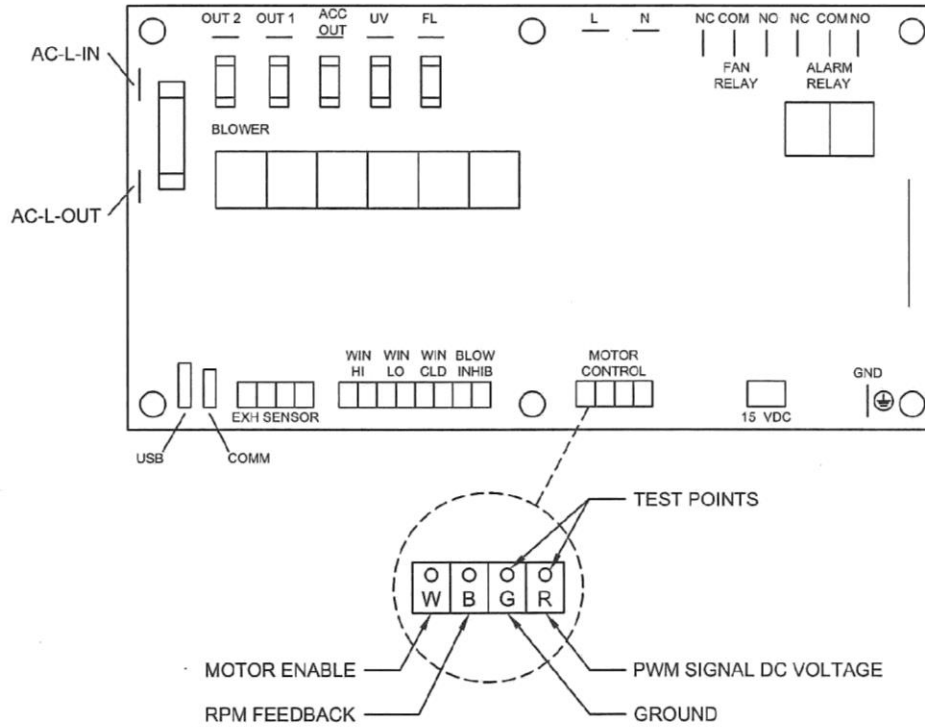 OUT 2 OUT 1 ACC OUT UV FL L N NC COM NO NC COM NO
FAN RELAY ALARM RELAY
AC-L-IN
BLOWER
AC-L-OUT
WIN HI WIN LO WIN CLD BLOW INHIB MOTOR CONTROL
GND
EXH SENSOR 15 VDC
USB COMM
TEST POINTS
W B G R
MOTOR ENABLE PWM SIGNAL DC VOLTAGE
RPM FEEDBACK GROUND